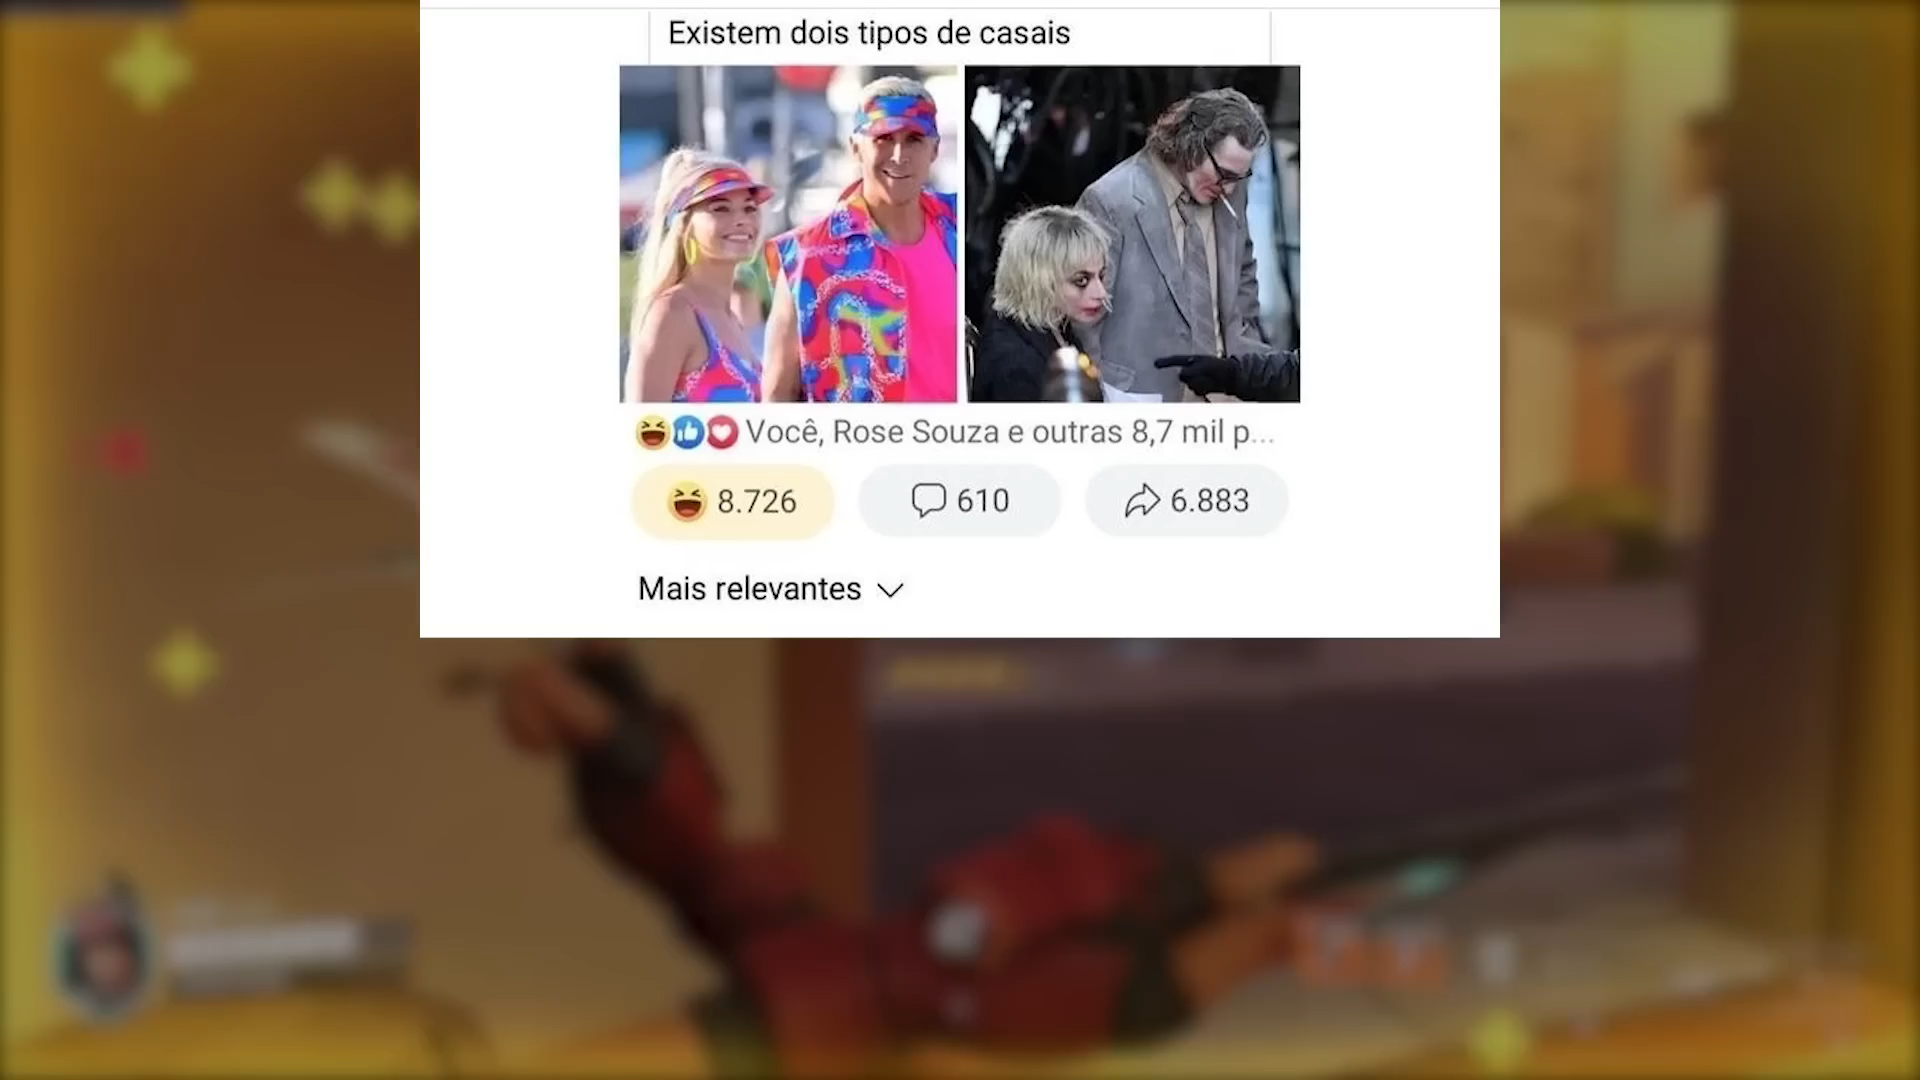 Existem dois tipos de casais
Você, Rose Souza e outras 8,7 mil p...
8.726
610
6.883
Mais relevantes